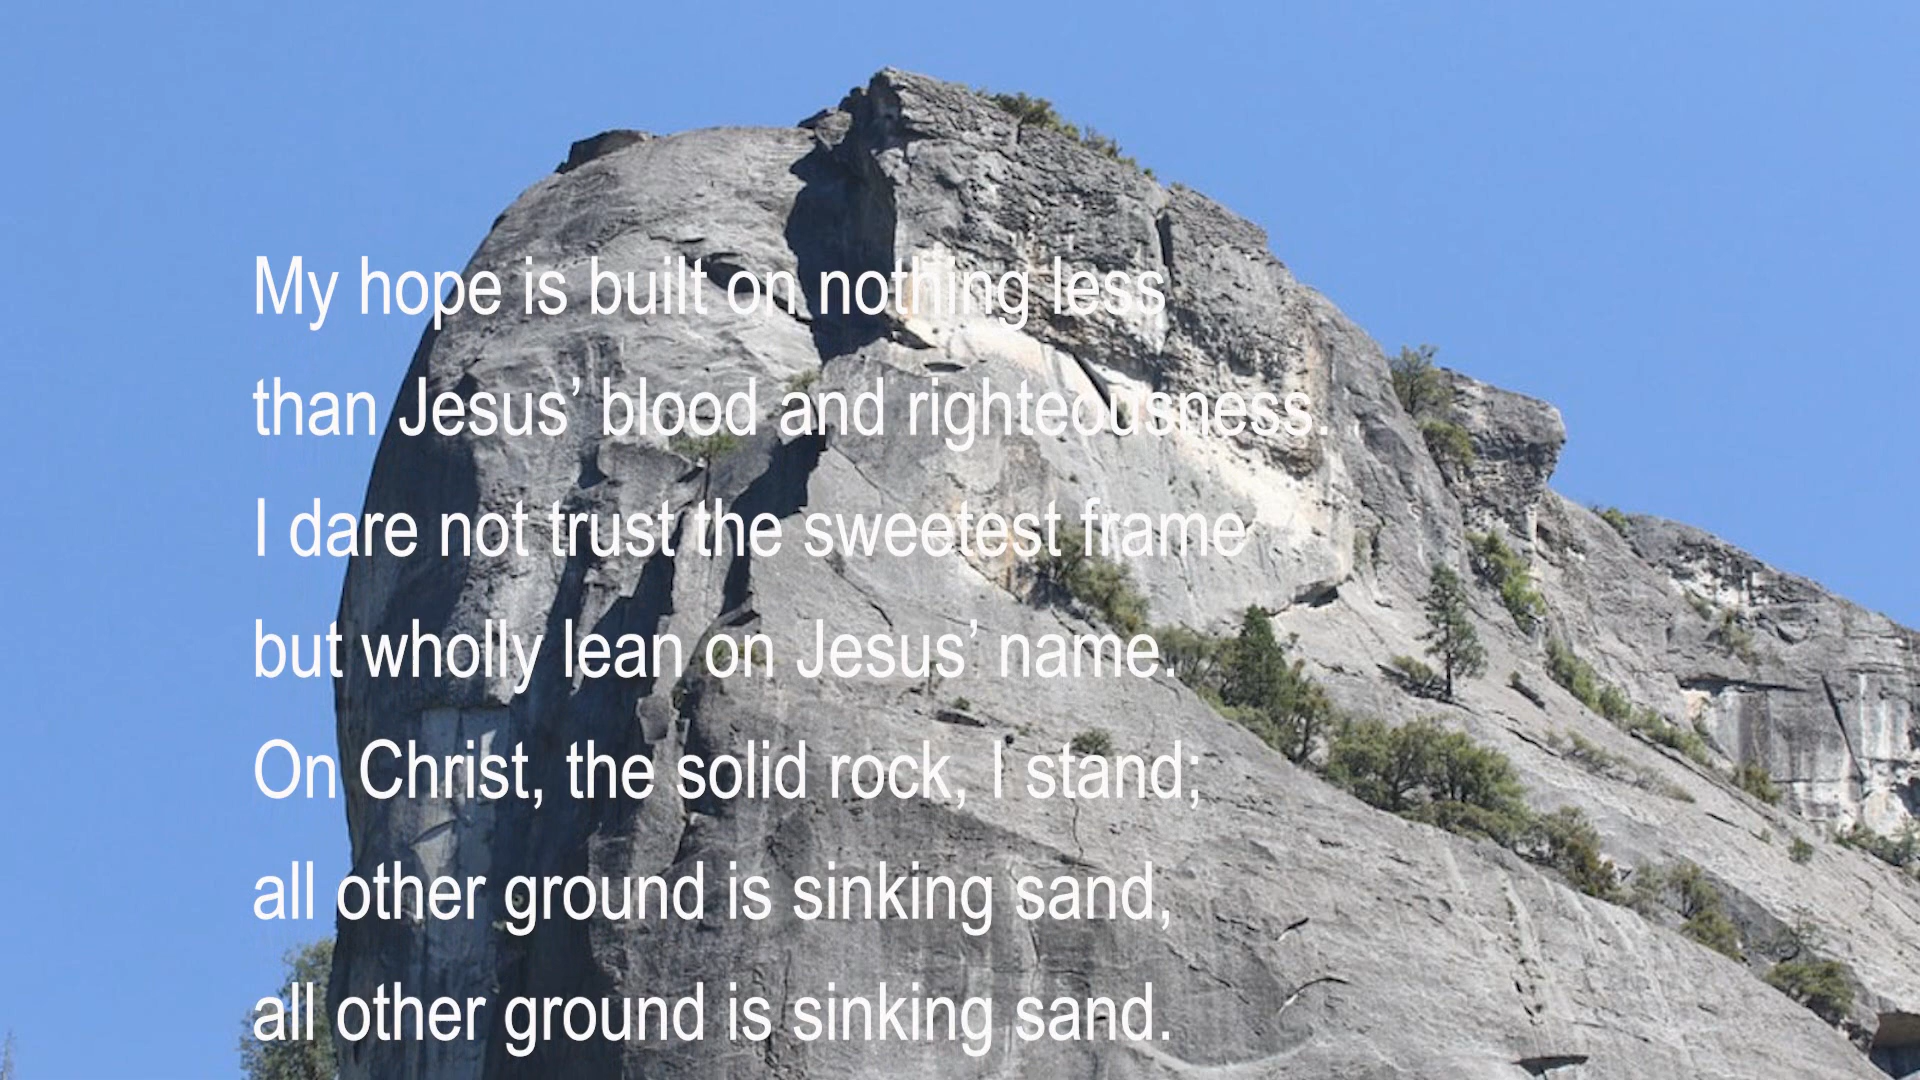 My hope is built on nothing less
than Jesus’ blood and righteousness.
I dare not trust the sweetest frame
but wholly lean on Jesus’ name.
On Christ, the solid rock, I stand;
all other ground is sinking sand,
all other ground is sinking sand.